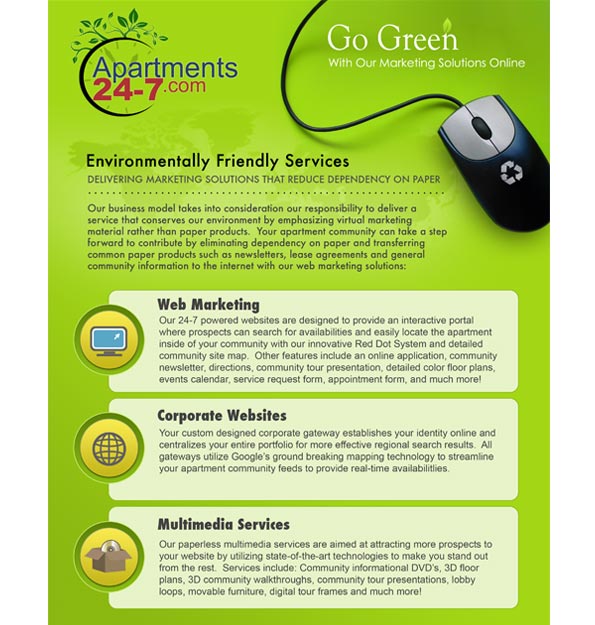 Apartments
24-7.com
Go Green
With Our Marketing Solutions Online
Environmentally Friendly Services
DELIVERING MARKETING SOLUTIONS THAT REDUCE DEPENDENCY ON PAPER
Our business model takes into consideration our responsibility to deliver a
service that conserves our environment by emphasizing virtual marketing
material rather than paper products. Your apartment community can take a step
forward to contribute by eliminating dependency on paper and transferring
common paper products such as newsletters, lease agreements and general
community information to the internet with our web marketing solutions:
Web Marketing
Our 24-7 powered websites are designed to provide an interactive portal
where prospects can search for availabilities and easily locate the apartment
inside of your community with our innovative Red Dot System and detailed
community site map. Other features include an online application, community
newsletter, directions, community tour presentation, detailed color floor plans,
events calendar, service request form, appointment form, and much more!
Corporate Websites
Your custom designed corporate gateway establishes your identity online and
centralizes your entire portfolio for more effective regional search results. All
gateways utilize Google's ground breaking mapping technology to streamline
your apartment community feeds to provide real-time availabilitlies.
Multimedia Services
Our paperless multimedia services are aimed at attracting more prospects to
your website by utilizing state-of-the-art technologies to make you stand out
from the rest. Services include: Community informational DVD's, 3D floor
plans, 3D community walkthroughs, community tour presentations, lobby
loops, movable furniture, digital tour frames and much more!